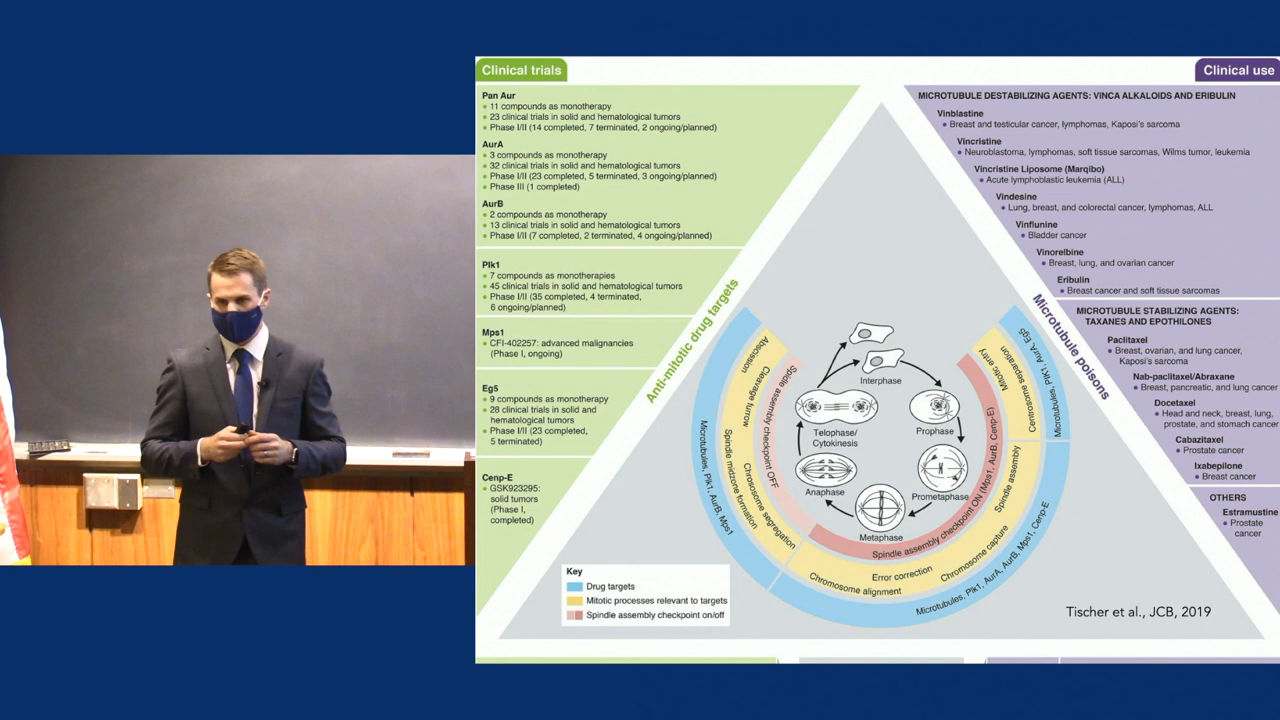 Clinical trials
Pan Aur
11 compounds as monotherapy
23 clinical trials in solid and hematological tumors
Phase I/II (14 completed, 7 terminated, 2 ongoing/planned)
AurA
3 compounds as monotherapy
32 clinical trials in solid and hematological tumors
Phase I/II (23 completed, 5 terminated, 3 ongoing/planned)
Phase III (1 completed)
AurB
2 compounds as monotherapy
13 clinical trials in solid and hematological tumors
Phase I/II (7 completed, 2 terminated, 4 ongoing/planned)
Plk1
7 compounds as monotherapies
45 clinical trials in solid and hematological tumors
Phase I/II (35 completed, 4 terminated,
6 ongoing/planned)
Mps1
CFI-402257: advanced malignancies
(Phase I, ongoing)
Eg5
9 compounds as monotherapy
28 clinical trials in solid and
hematological tumors
Phase I/II (23 completed,
5 terminated)
Cenp-E
GSK923295:
solid tumors
(Phase I,
completed)
Anti-mitotic drug targets
Clinical use
MICROTUBULE DESTABILIZING AGENTS: VINCA ALKALOIDS AND ERIBULIN
Vinblastine
Breast and testicular cancer, lymphomas, Kaposi's sarcoma
Vincristine
Neuroblastoma, lymphomas, soft tissue sarcomas, Wilms tumor, leukemia
Vincristine Liposome (Marqibo)
Acute lymphoblastic leukemia (ALL)
Vindesine
Lung, breast, and colorectal cancer, lymphomas, ALL
Vinflunine
Bladder cancer
Vinorelbine
Breast, lung, and ovarian cancer
Eribulin
Breast cancer and soft tissue sarcomas
MICROTUBULE STABILIZING AGENTS:
TAXANES AND EPOTHILONES
Paclitaxel
Breast, ovarian, and lung cancer,
Kaposi's sarcoma
Nab-paclitaxel/Abraxane
Breast, pancreatic, and lung cancer
Docetaxel
Head and neck, breast, lung,
prostate, and stomach cancer
Cabazitaxel
Prostate cancer
Ixabepilone
Breast cancer
OTHERS
Estramustine
Prostate
cancer
Microtubule poisons
Interphase
Prophase
Prometaphase
Metaphase
Anaphase
Telophase/
Cytokinesis
Spidle assembly checkpoint OFF
Spindle assembly checkpoint ON (Mps1, AurB, Cenp-E)
Abscission
Cleavage furrow
Chromosome segregation
Spindle midzone formation
Mitotic entry
Centrosome separation
Spindle assembly
Chromosome capture
Error correction
Chromosome alignment
Microtubules, Plk1, AurB, Mps1
Microtubules, PlK1, AurA, Eg5
Microtubules, Plk1, AurA, AurB, Mps1, Cenp-E
Key
Drug targets
Mitotic processes relevant to targets
Spindle assembly checkpoint on/off
Tischer et al., JCB, 2019